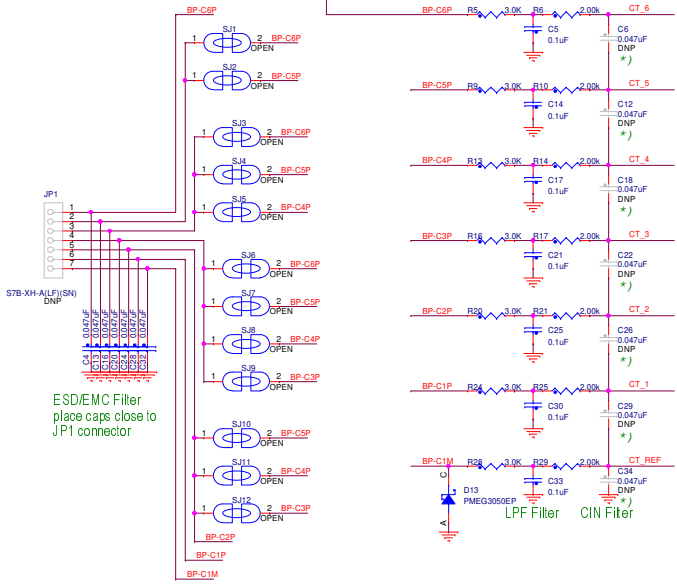 BP-C6P
SJ1
1
2
BP-C6P
OPEN
SJ2
1
2
BP-C5P
OPEN
SJ3
1
2
BP-C6P
OPEN
SJ4
1
2
BP-C5P
OPEN
SJ5
1
2
BP-C4P
OPEN
JP1
1
2
3
4
5
6
7
S7B-XH-A(LF)(SN)
DNP
SJ6
1
2
BP-C6P
OPEN
SJ7
1
2
BP-C5P
OPEN
SJ8
1
2
BP-C4P
OPEN
SJ9
1
2
BP-C3P
OPEN
C4 0.047uF
C13 0.047uF
C16 0.047uF
C20 0.047uF
C24 0.047uF
C28 0.047uF
C32 0.047uF
ESD/EMC Filter
place caps close to
JP1 connector
SJ10
1
2
BP-C5P
OPEN
SJ11
1
2
BP-C4P
OPEN
SJ12
1
2
BP-C3P
OPEN
BP-C2P
BP-C1P
BP-C1M
BP-C6P R5 3.0K R6 2.00k CT_6
C5
0.1uF
C6
0.047uF
DNP
*)
BP-C5P R9 3.0K R10 2.00k CT_5
C14
0.1uF
C12
0.047uF
DNP
*)
BP-C4P R13 3.0K R14 2.00k CT_4
C17
0.1uF
C18
0.047uF
DNP
*)
BP-C3P R16 3.0K R17 2.00k CT_3
C21
0.1uF
C22
0.047uF
DNP
*)
BP-C2P R20 3.0K R21 2.00k CT_2
C25
0.1uF
C26
0.047uF
DNP
*)
BP-C1P R24 3.0K R25 2.00k CT_1
C30
0.1uF
C29
0.047uF
DNP
*)
BP-C1M R28 3.0K R29 2.00k CT_REF
C
D13
PMEG3050EP
A
C33
0.1uF
C34
0.047uF
DNP
*)
LPF Filter
CIN Filter